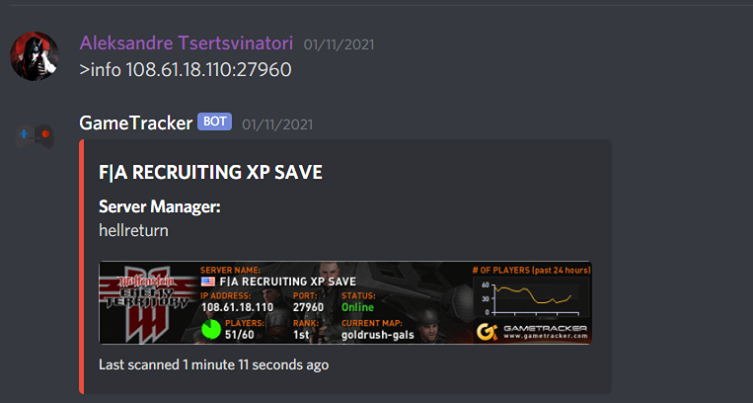 Aleksandre Tsertsvinatori 01/11/2021
>info 108.61.18.110:27960
GameTracker BOT 01/11/2021
F|A RECRUITING XP SAVE
Server Manager:
hellreturn
Wolfenstein
ENEMY
TERRITORY
SERVER NAME:
F|A RECRUITING XP SAVE
IP ADDRESS: PORT: STATUS:
108.61.18.110 27960 Online
PLAYERS: RANK: CURRENT MAP:
51/60 1st goldrush-gals
# OF PLAYERS (past 24 hours)
60
30
0
GAMETRACKER
www.gametracker.com
Last scanned 1 minute 11 seconds ago